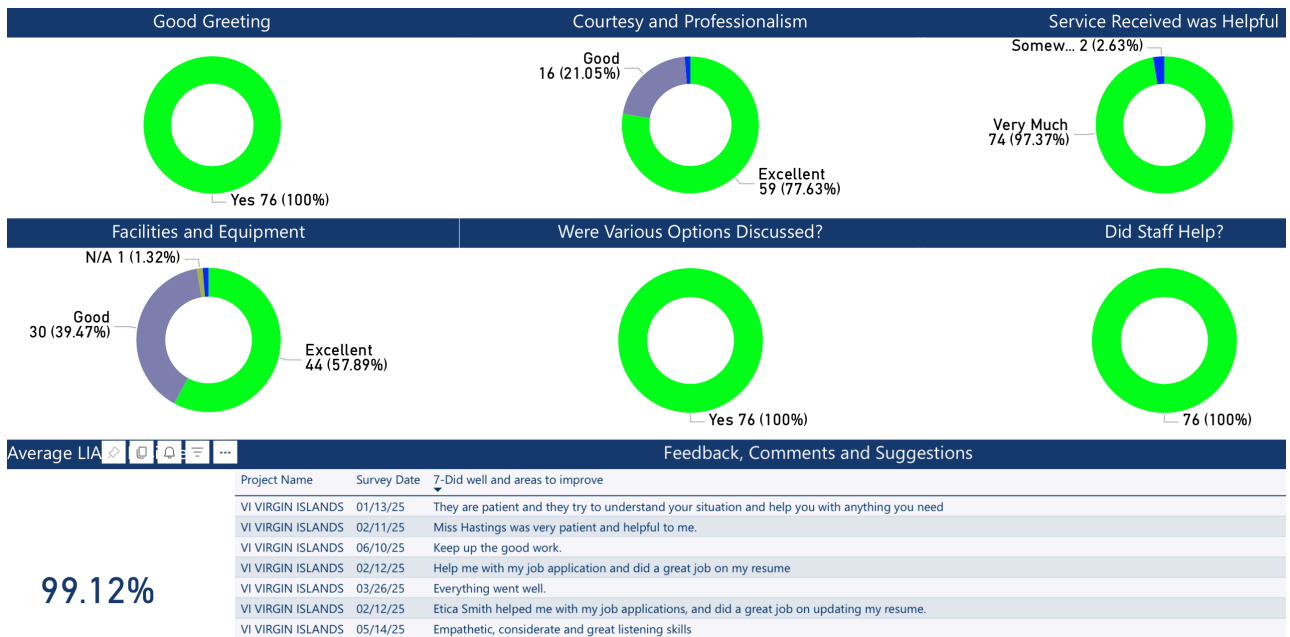 Good Greeting
Courtesy and Professionalism
Service Received was Helpful
Yes 76 (100%)
Good
16 (21.05%)
Excellent
59 (77.63%)
Somew... 2 (2.63%)
Very Much
74 (97.37%)
Facilities and Equipment
Were Various Options Discussed?
Did Staff Help?
N/A 1 (1.32%)
Good
30 (39.47%)
Excellent
44 (57.89%)
Yes 76 (100%)
76 (100%)
Average LIA
Feedback, Comments and Suggestions
99.12%
Project Name Survey Date 7-Did well and areas to improve
VI VIRGIN ISLANDS 01/13/25 They are patient and they try to understand your situation and help you with anything you need
VI VIRGIN ISLANDS 02/11/25 Miss Hastings was very patient and helpful to me.
VI VIRGIN ISLANDS 06/10/25 Keep up the good work.
VI VIRGIN ISLANDS 02/12/25 Help me with my job application and did a great job on my resume
VI VIRGIN ISLANDS 03/26/25 Everything went well.
VI VIRGIN ISLANDS 02/12/25 Etica Smith helped me with my job applications, and did a great job on updating my resume.
VI VIRGIN ISLANDS 05/14/25 Empathetic, considerate and great listening skills